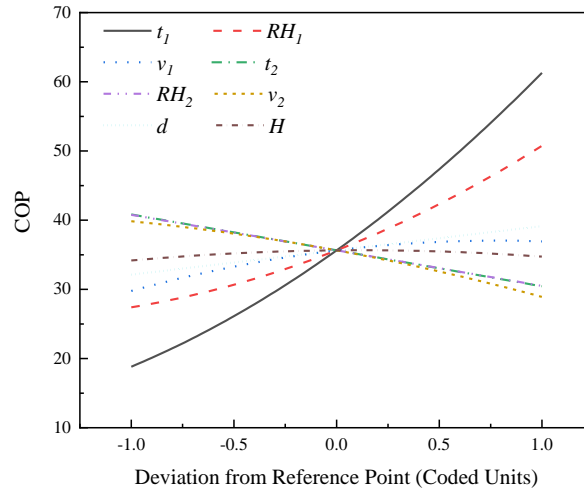 70
60
50
40
30
20
10
COP
t1 RH1
v1 t2
RH2 v2
d H
-1.0 -0.5 0.0 0.5 1.0
Deviation from Reference Point (Coded Units)